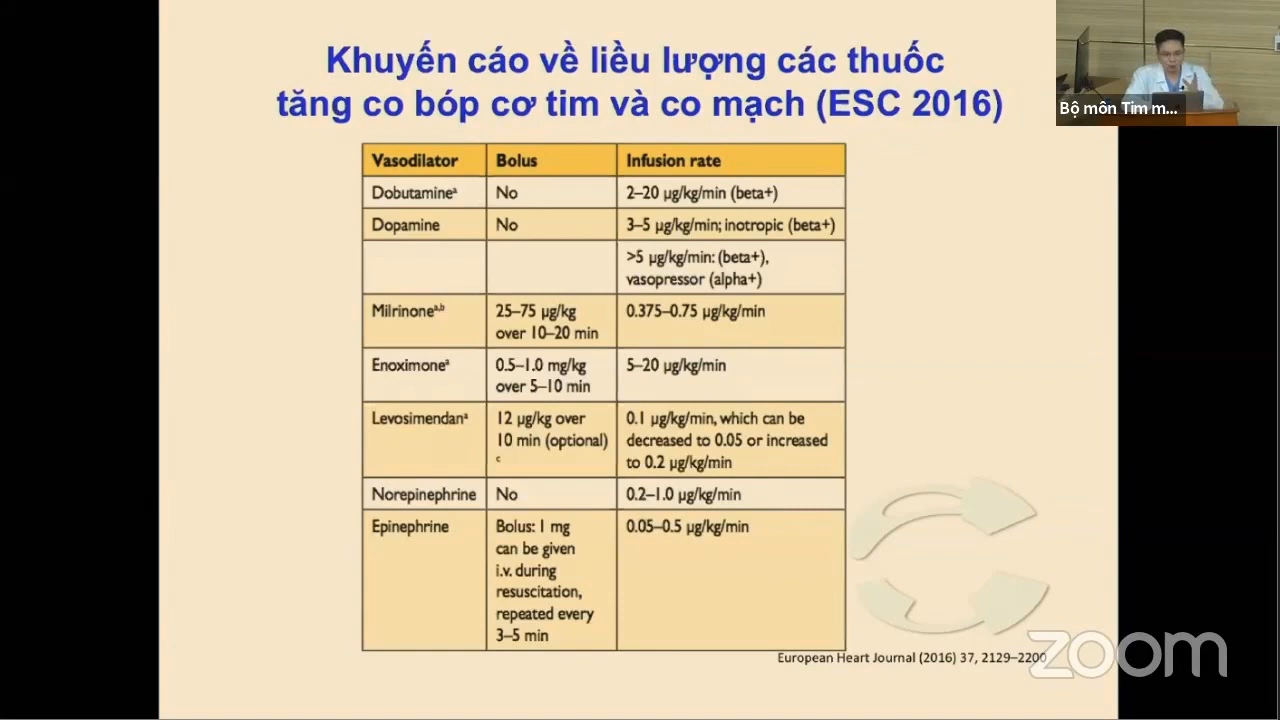 Khuyến cáo về liều lượng các thuốc
tăng co bóp cơ tim và co mạch (ESC 2016)
Bộ môn Tim m...
Vasodilator Bolus Infusion rate
Dobutamineᵃ No 2–20 µg/kg/min (beta+)
Dopamine No 3–5 µg/kg/min; inotropic (beta+)
>5 µg/kg/min: (beta+),
vasopressor (alpha+)
Milrinoneᵃ,ᵇ 25–75 µg/kg 0.375–0.75 µg/kg/min
over 10–20 min
Enoximoneᵃ 0.5–1.0 mg/kg 5–20 µg/kg/min
over 5–10 min
Levosimendanᵃ 12 µg/kg over 0.1 µg/kg/min, which can be
10 min (optional) decreased to 0.05 or increased
c to 0.2 µg/kg/min
Norepinephrine No 0.2–1.0 µg/kg/min
Epinephrine Bolus: 1 mg 0.05–0.5 µg/kg/min
can be given
i.v. during
resuscitation,
repeated every
3–5 min
European Heart Journal (2016) 37, 2129–2200
zoom